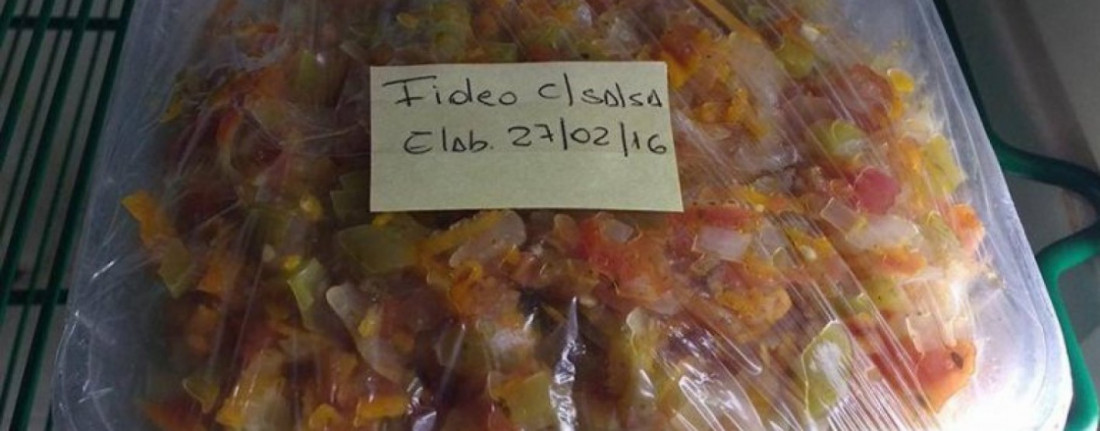 Fideo c/salsa
Elab. 27/02/16